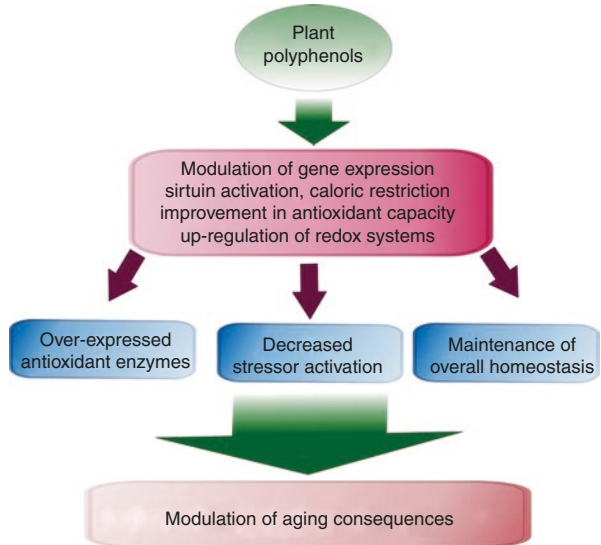 Plant
polyphenols
Modulation of gene expression
sirtuin activation, caloric restriction
improvement in antioxidant capacity
up-regulation of redox systems
Over-expressed
antioxidant enzymes
Decreased
stressor activation
Maintenance of
overall homeostasis
Modulation of aging consequences